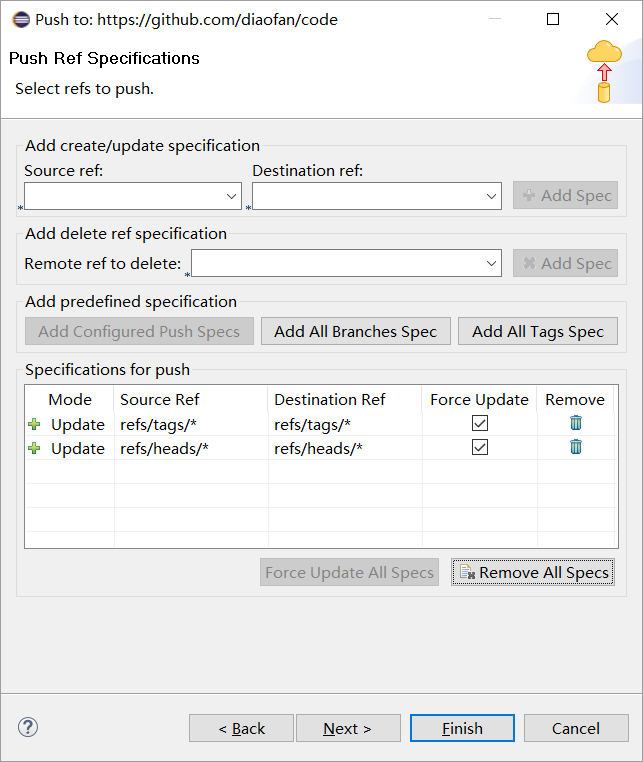 Push to: https://github.com/diaofan/code
Push Ref Specifications
Select refs to push.
Add create/update specification
Source ref: Destination ref:
* * Add Spec
Add delete ref specification
Remote ref to delete: * Add Spec
Add predefined specification
Add Configured Push Specs Add All Branches Spec Add All Tags Spec
Specifications for push
Mode Source Ref Destination Ref Force Update Remove
Update refs/tags/* refs/tags/*
Update refs/heads/* refs/heads/*
Force Update All Specs Remove All Specs
? < Back Next > Finish Cancel